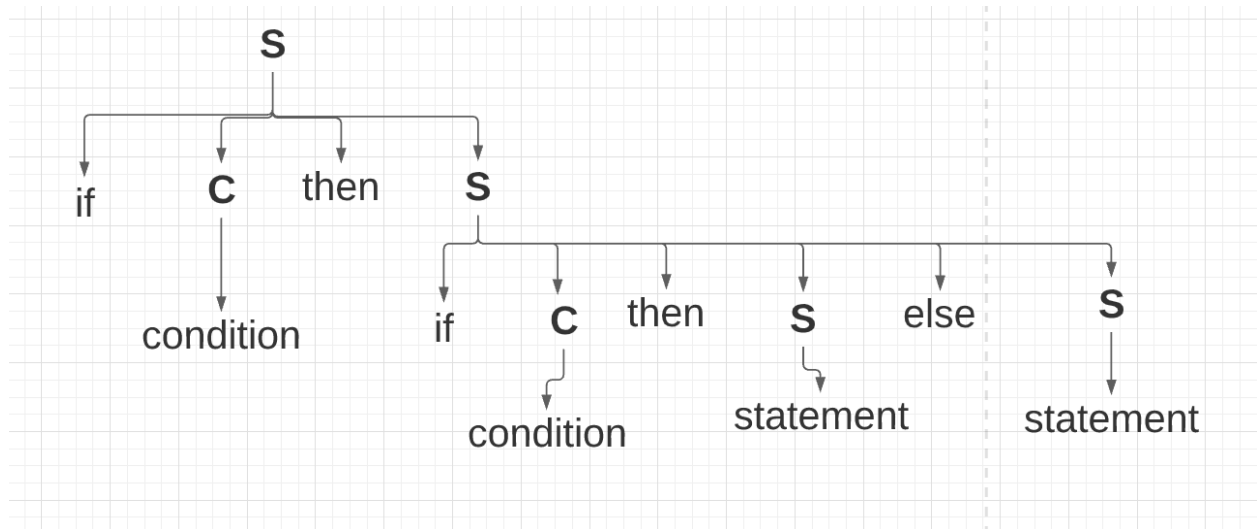 S
if C then S
condition
if C then S else S
condition statement statement